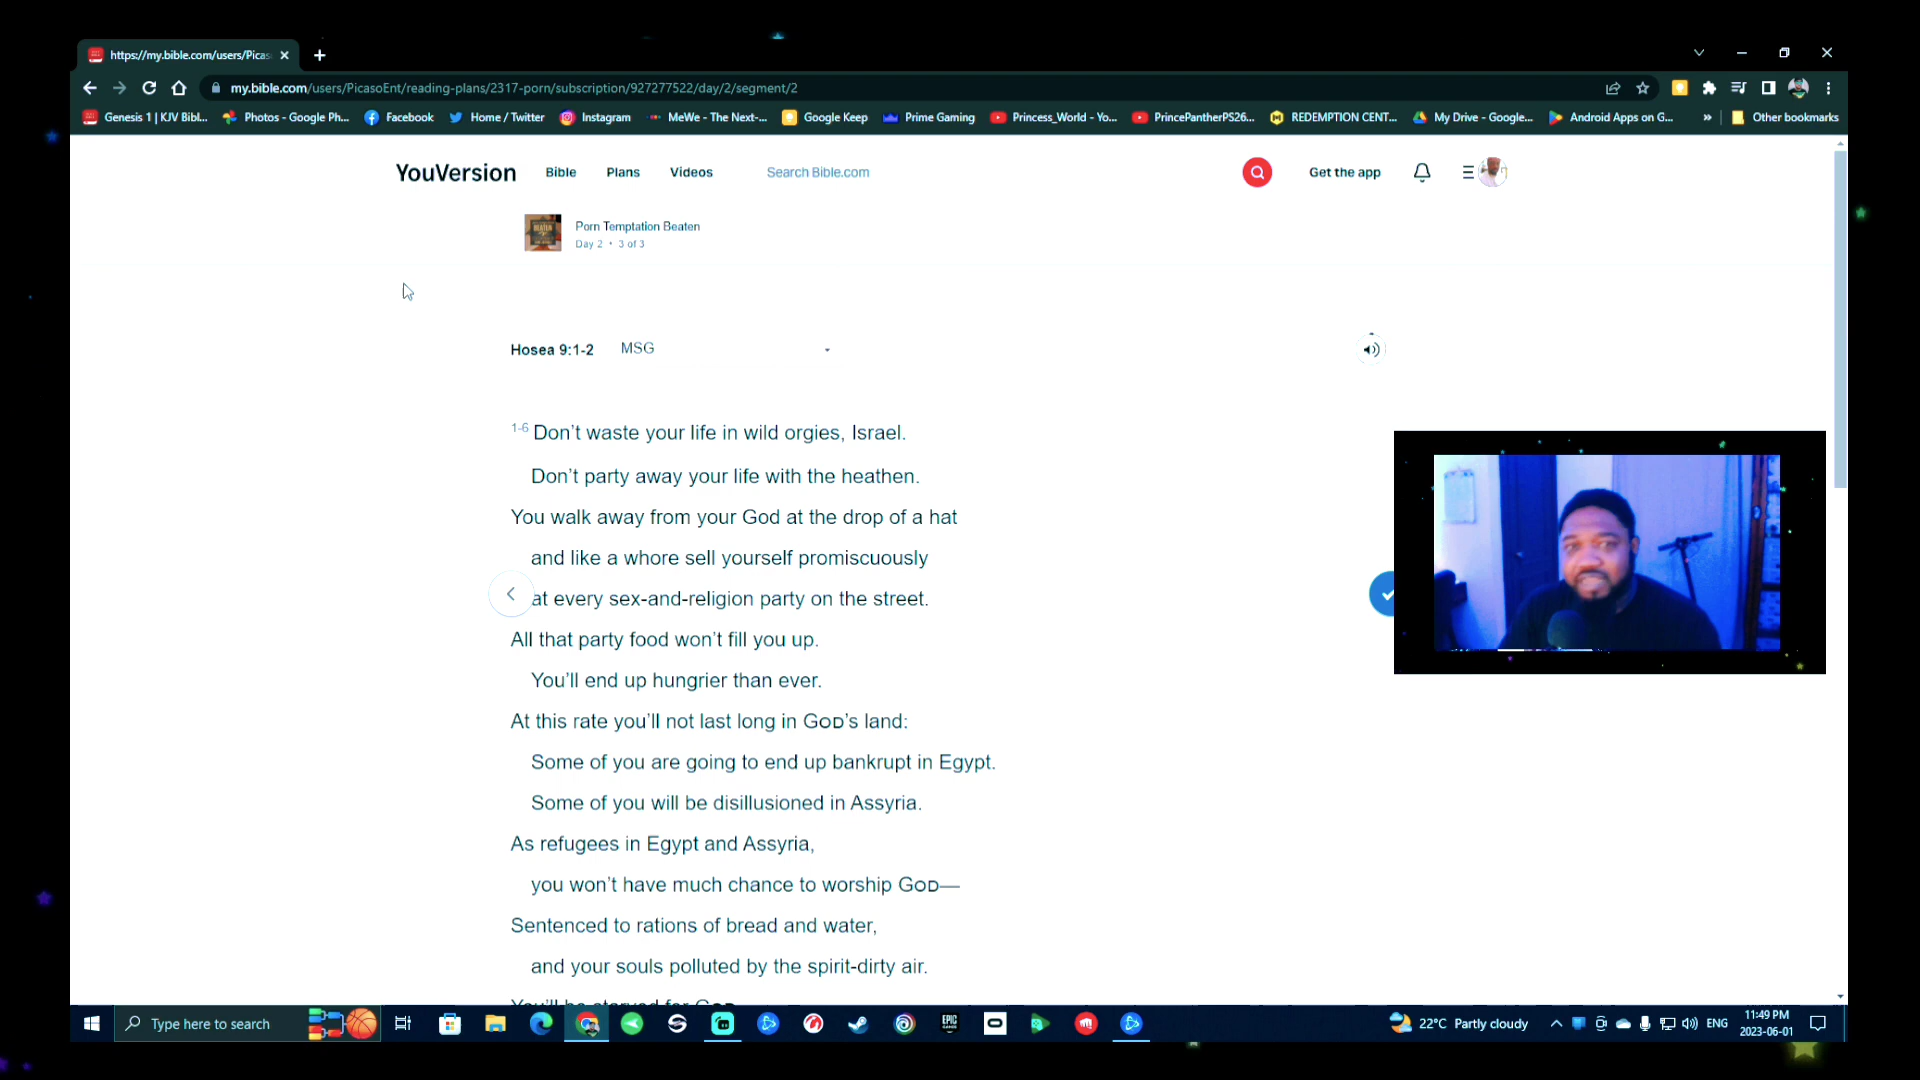 https://my.bible.com/users/Picas
my.bible.com/users/PicasoEnt/reading-plans/2317-porn/subscription/927277522/day/2/segment/2
Genesis 1 | KJV Bibl... Photos - Google Ph... Facebook Home / Twitter Instagram MeWe - The Next-... Google Keep Prime Gaming Princess_World - Yo... PrincePantherPS26... REDEMPTION CENT... My Drive - Google... Android Apps on G... » Other bookmarks
YouVersion Bible Plans Videos Search Bible.com Get the app
Porn Temptation Beaten
Day 2 • 3 of 3
Hosea 9:1-2 MSG
1-6 Don’t waste your life in wild orgies, Israel.
Don’t party away your life with the heathen.
You walk away from your God at the drop of a hat
and like a whore sell yourself promiscuously
at every sex-and-religion party on the street.
All that party food won’t fill you up.
You’ll end up hungrier than ever.
At this rate you’ll not last long in GOD’s land:
Some of you are going to end up bankrupt in Egypt.
Some of you will be disillusioned in Assyria.
As refugees in Egypt and Assyria,
you won’t have much chance to worship GOD—
Sentenced to rations of bread and water,
and your souls polluted by the spirit-dirty air.
You’ll be starved for GOD
Type here to search 22°C Partly cloudy ENG 11:49 PM
2023-06-01